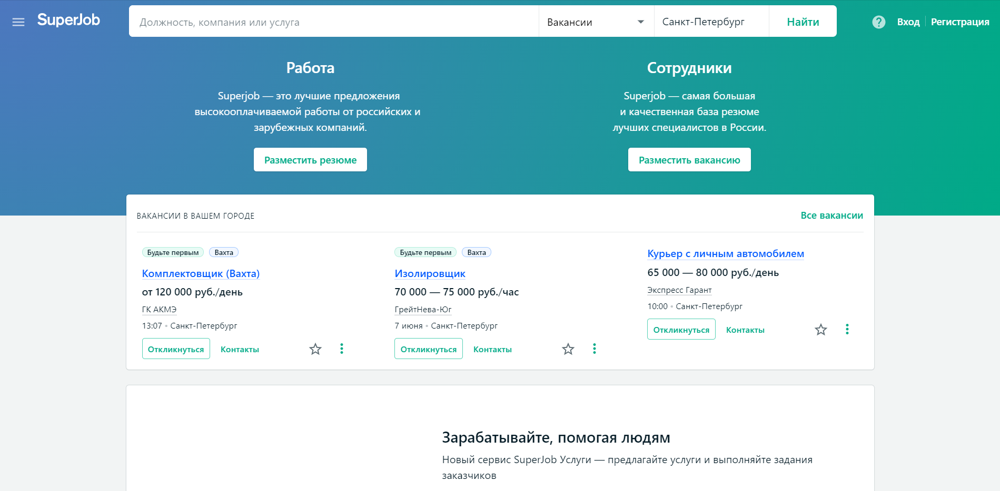 SuperJob
Должность, компания или услуга
Вакансии
Санкт-Петербург
Найти
?
Вход
Регистрация
Работа
Superjob — это лучшие предложения
высокооплачиваемой работы от российских и
зарубежных компаний.
Разместить резюме
Сотрудники
Superjob — самая большая
и качественная база резюме
лучших специалистов в России.
Разместить вакансию
ВАКАНСИИ В ВАШЕМ ГОРОДЕ
Все вакансии
Будьте первым
Вахта
Комплектовщик (Вахта)
от 120 000 руб./день
ГК АКМЭ
13:07 • Санкт-Петербург
Откликнуться
Контакты
Будьте первым
Вахта
Изолировщик
70 000 — 75 000 руб./час
ГрейтНева-Юг
7 июня • Санкт-Петербург
Откликнуться
Контакты
Курьер с личным автомобилем
65 000 — 80 000 руб./день
Экспресс Гарант
10:00 • Санкт-Петербург
Откликнуться
Контакты
Зарабатывайте, помогая людям
Новый сервис SuperJob Услуги — предлагайте услуги и выполняйте задания
заказчиков